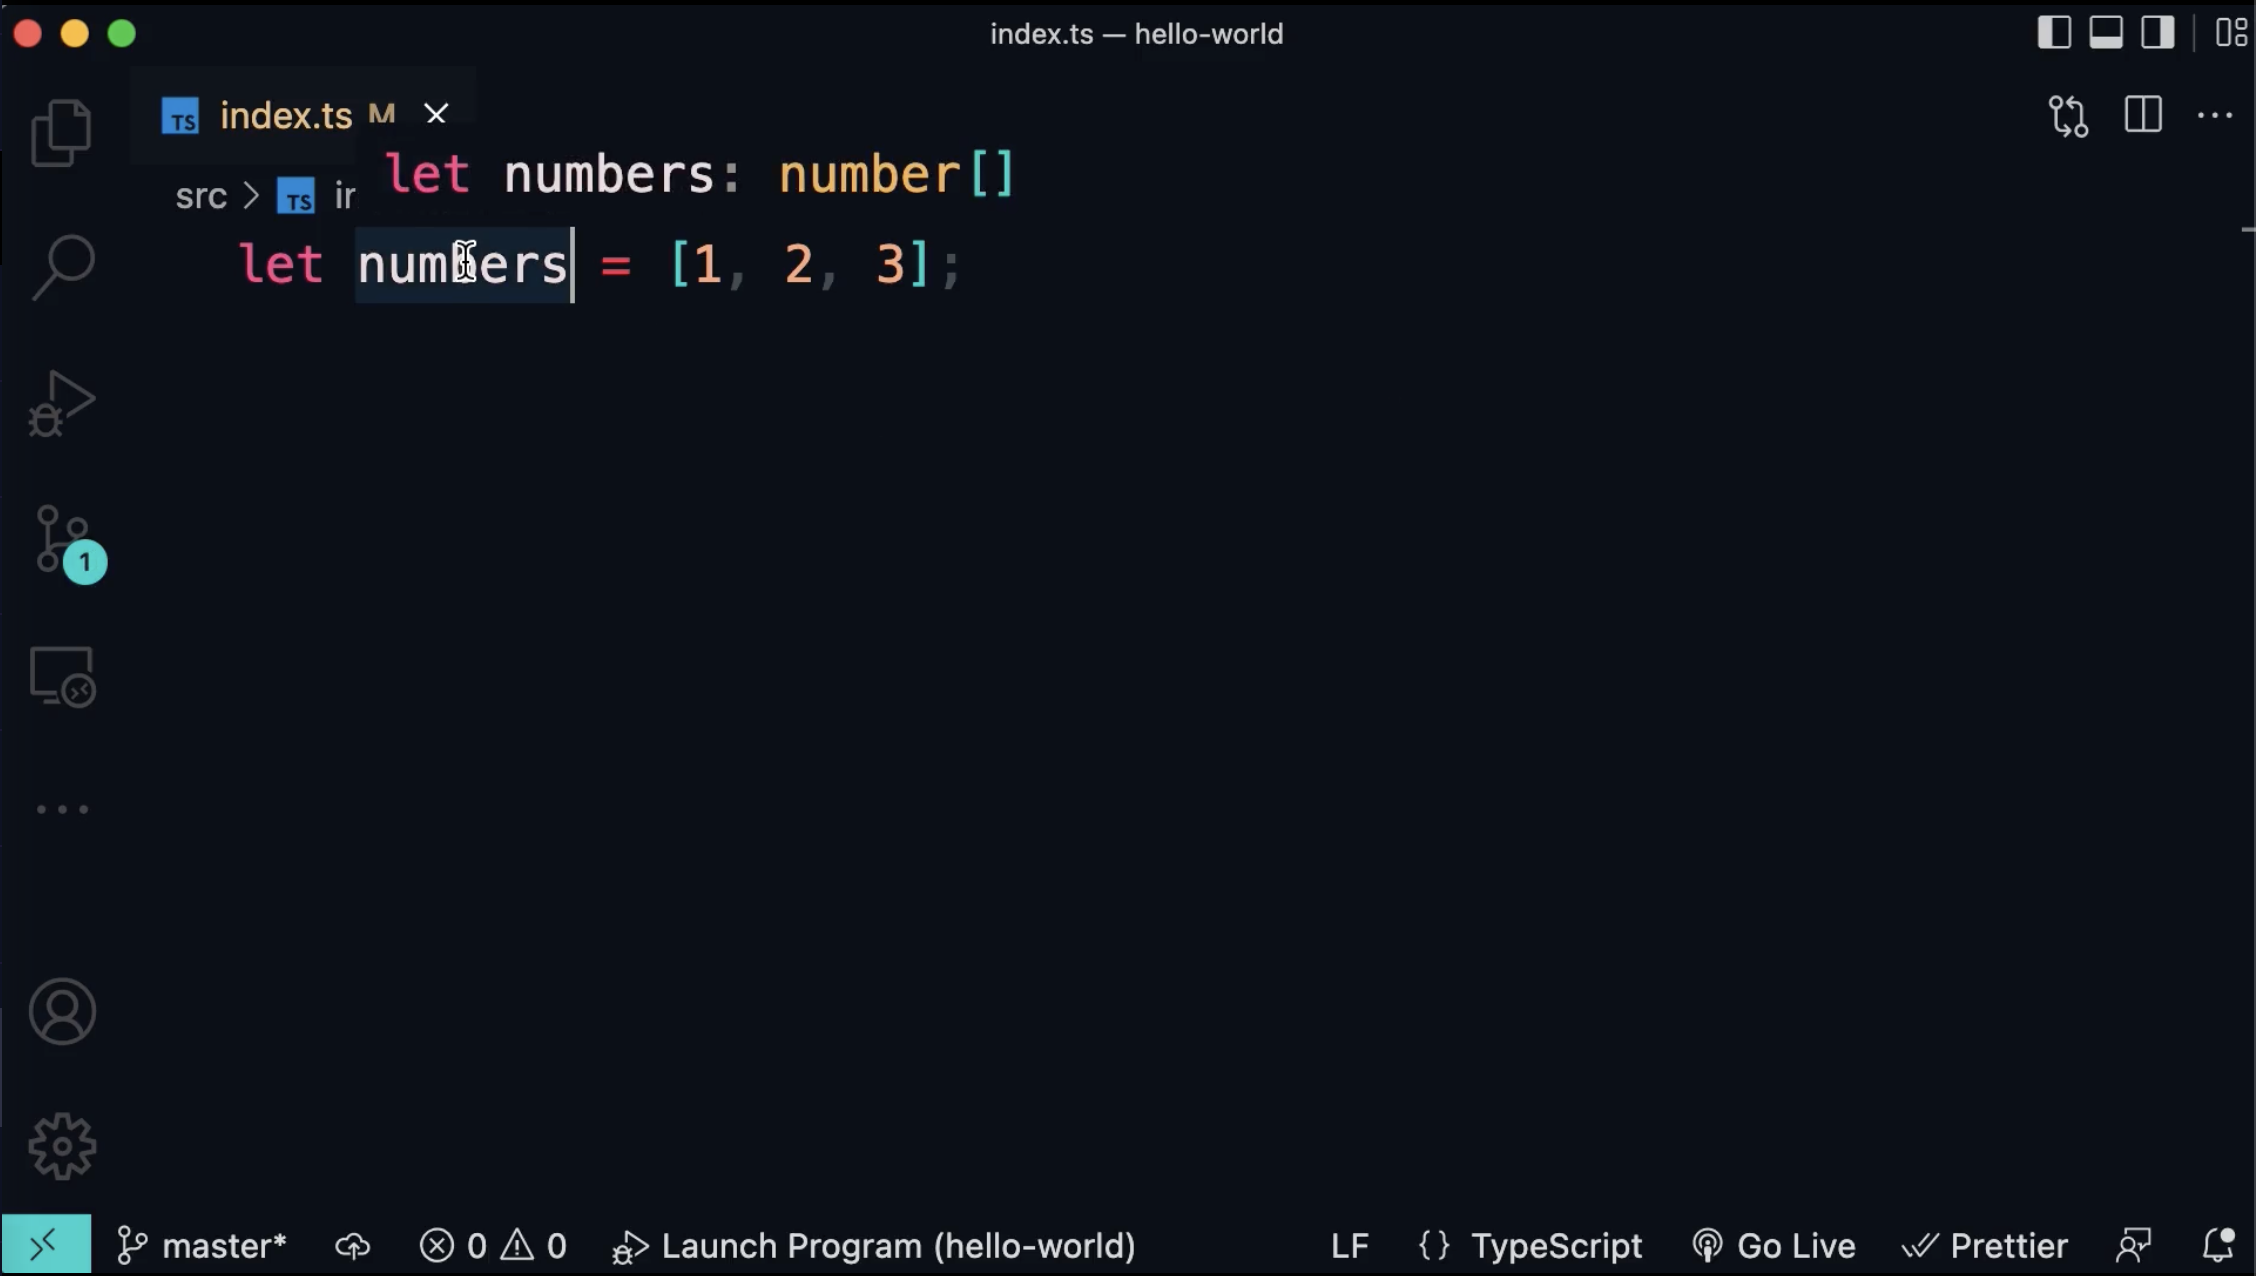 index.ts — hello-world
TS index.ts M
let numbers: number[]
src > TS
let numbers = [1, 2, 3];
1
master* 0 0 Launch Program (hello-world) LF {} TypeScript Go Live Prettier